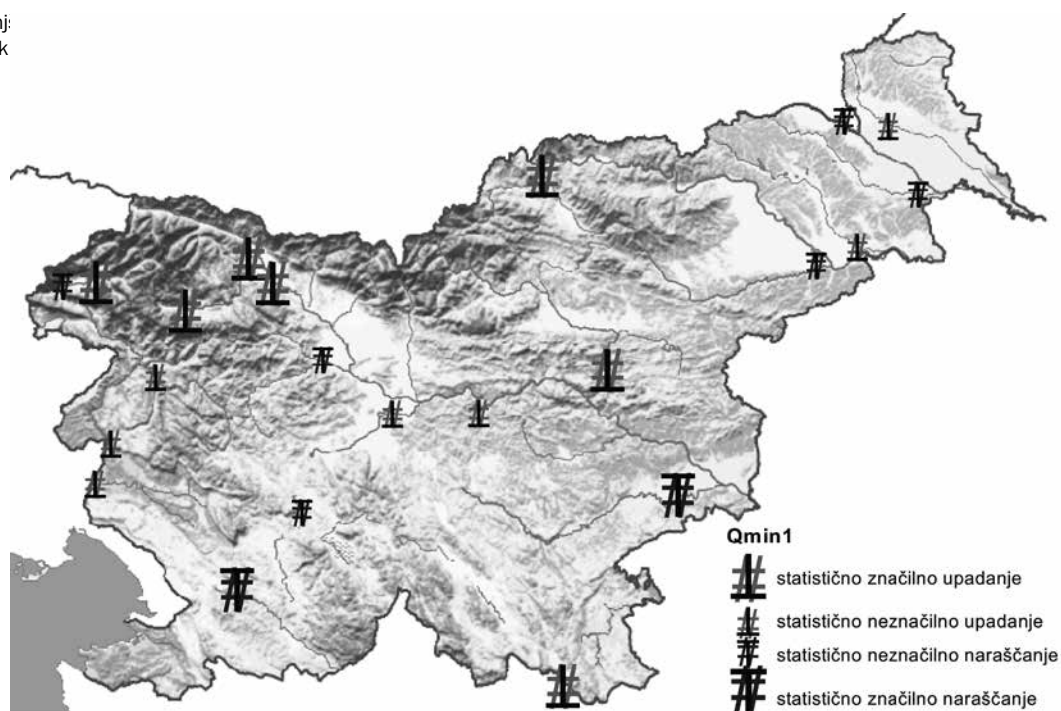 Qmin1
statistično značilno upadanje
statistično neznačilno upadanje
statistično neznačilno naraščanje
statistično značilno naraščanje